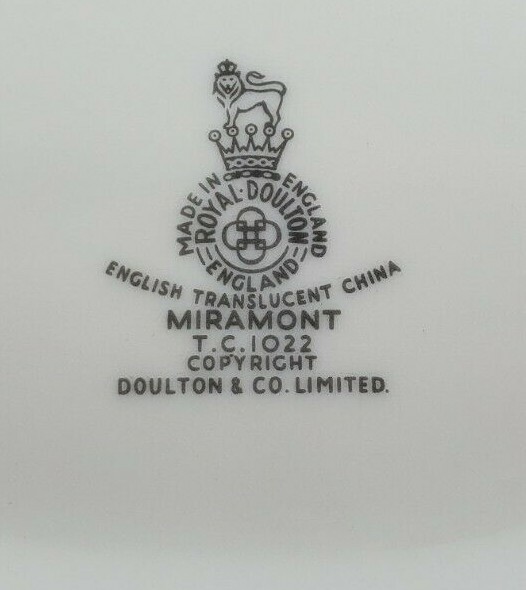 MADE IN ENGLAND
ROYAL·DOULTON
ENGLAND
ENGLISH TRANSLUCENT CHINA
MIRAMONT
T.C.1022
COPYRIGHT
DOULTON & CO. LIMITED.